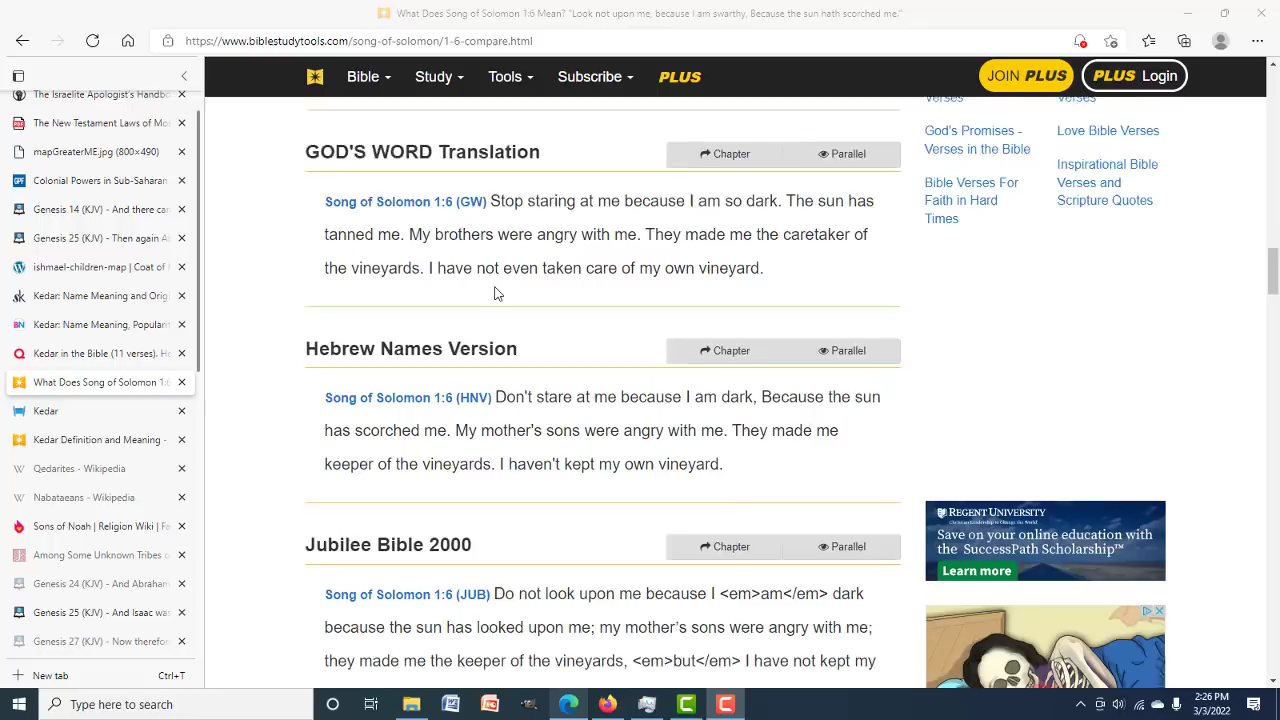 What Does Song of Solomon 1:6 Mean? "Look not upon me, because I am swarthy, Because the sun hath scorched me."
https://www.biblestudytools.com/song-of-solomon/1-6-compare.html
The Israelite Apologist's Handb
The New Testament Laws of Mos
mapGreaterME.jpg (800×490)
Colonial Powers in Sub-Saharan
Genesis 14 (KJV) - And there car
Genesis 25 (KJV) - Then again Ab
ishmael-children-map | Coat of
Kedar: Name Meaning and Orig
Kedar: Name Meaning, Populari
Kedar in the Bible (11 verses). He
What Does Song of Solomon 1:6
Kedar
Kedar Definition and Meaning -
Qedarites - Wikipedia
Nabataeans - Wikipedia
Sons of Noah | Religion Wiki | Fa
Among Some Unknown Tribes o
Genesis 24 (KJV) - And Abraham
Genesis 25 (KJV) - And Isaac was
Genesis 27 (KJV) - Now therefor
New tab Ctrl+T
Bible Study Tools Subscribe PLUS JOIN PLUS PLUS Login
GOD'S WORD Translation Chapter Parallel
Song of Solomon 1:6 (GW) Stop staring at me because I am so dark. The sun has
tanned me. My brothers were angry with me. They made me the caretaker of
the vineyards. I have not even taken care of my own vineyard.
Hebrew Names Version Chapter Parallel
Song of Solomon 1:6 (HNV) Don't stare at me because I am dark, Because the sun
has scorched me. My mother's sons were angry with me. They made me
keeper of the vineyards. I haven't kept my own vineyard.
Jubilee Bible 2000 Chapter Parallel
Song of Solomon 1:6 (JUB) Do not look upon me because I <em>am</em> dark
because the sun has looked upon me; my mother's sons were angry with me;
they made me the keeper of the vineyards, <em>but</em> I have not kept my
Verses
God's Promises -
Verses in the Bible
Bible Verses For
Faith in Hard
Times
Verses
Love Bible Verses
Inspirational Bible
Verses and
Scripture Quotes
REGENT UNIVERSITY
Save on your online education with
the SuccessPath Scholarship™
Learn more
Type here to search
2:26 PM
3/3/2022